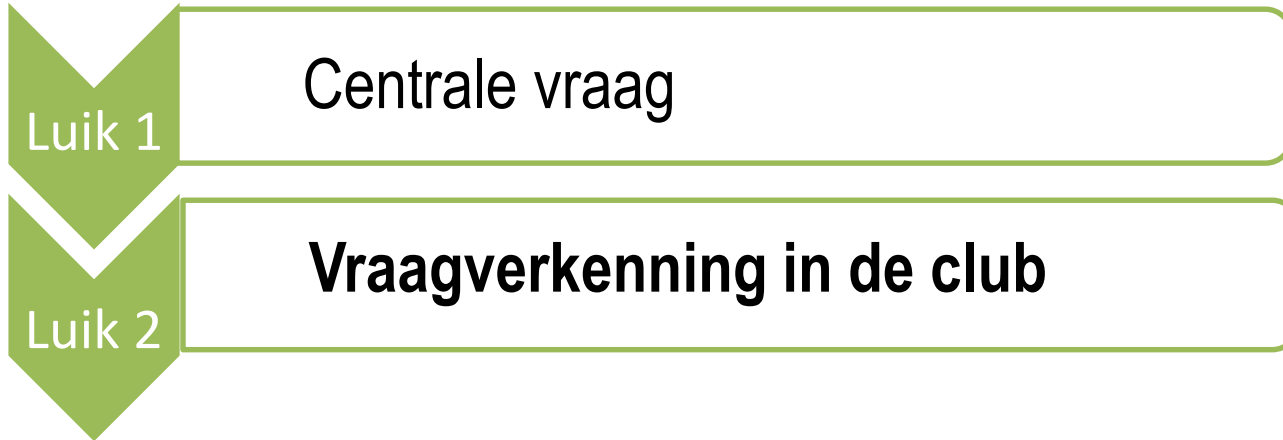 Luik 1
Centrale vraag
Luik 2
Vraagverkenning in de club